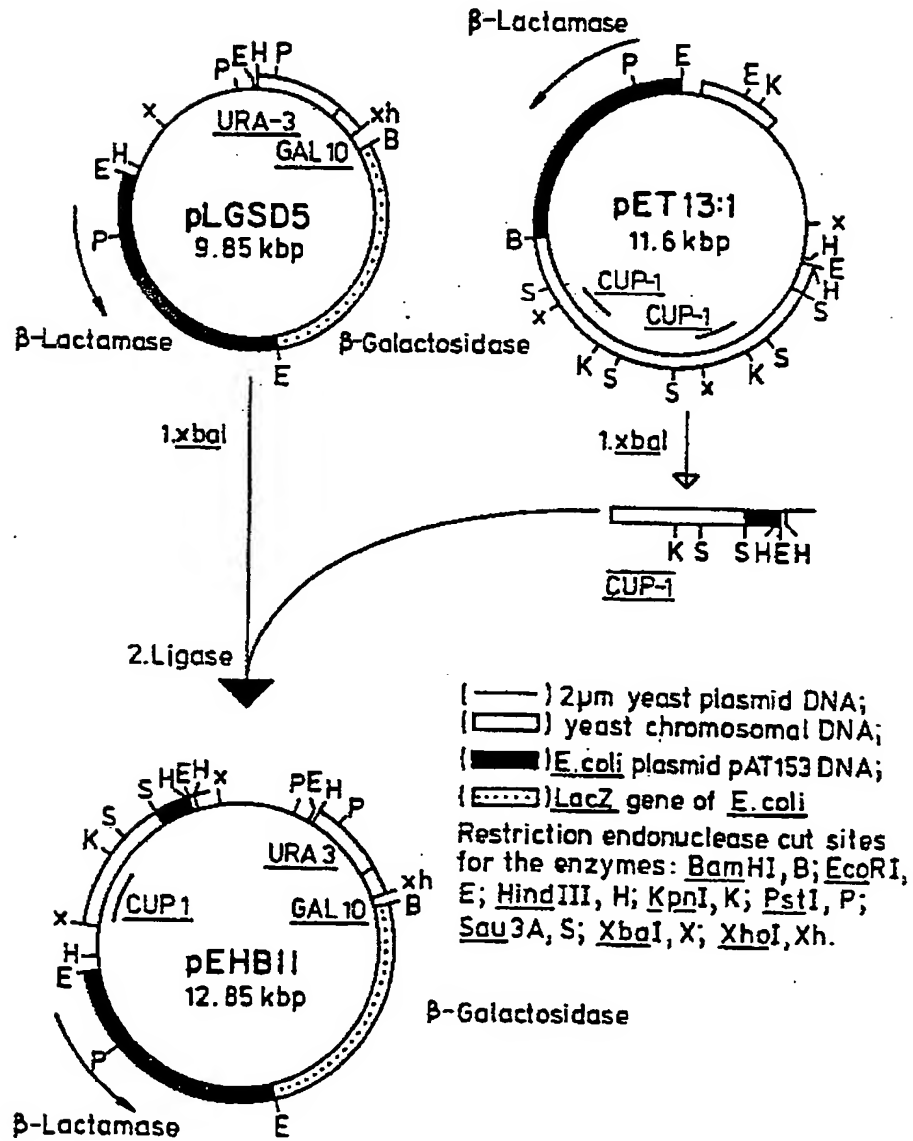 β-Lactamase
P E H P
x
URA-3
xh
B
GAL 10
H
E
pLGSD5
9.85 kbp
P
β-Lactamase
β-Galactosidase
E
β-Lactamase
P E E K
pET13:1
11.6 kbp
x
H
E
H
S
B
S
x
CUP-1
CUP-1
K S S x K S
1.xbaI
1.xbaI
K S S H E H
CUP-1
2.Ligase
S H E H x P E H P
S
K
URA 3
xh
B
CUP 1
GAL 10
x
H
E
pEHB11
12.85 kbp
β-Galactosidase
P
β-Lactamase
E
( ) 2μm yeast plasmid DNA;
( ) yeast chromosomal DNA;
( ) E.coli plasmid pAT153 DNA;
( ) LacZ gene of E.coli
Restriction endonuclease cut sites
for the enzymes: BamHI, B; EcoRI,
E; HindIII, H; KpnI, K; PstI, P;
Sau3A, S; XbaI, X; XhoI, Xh.